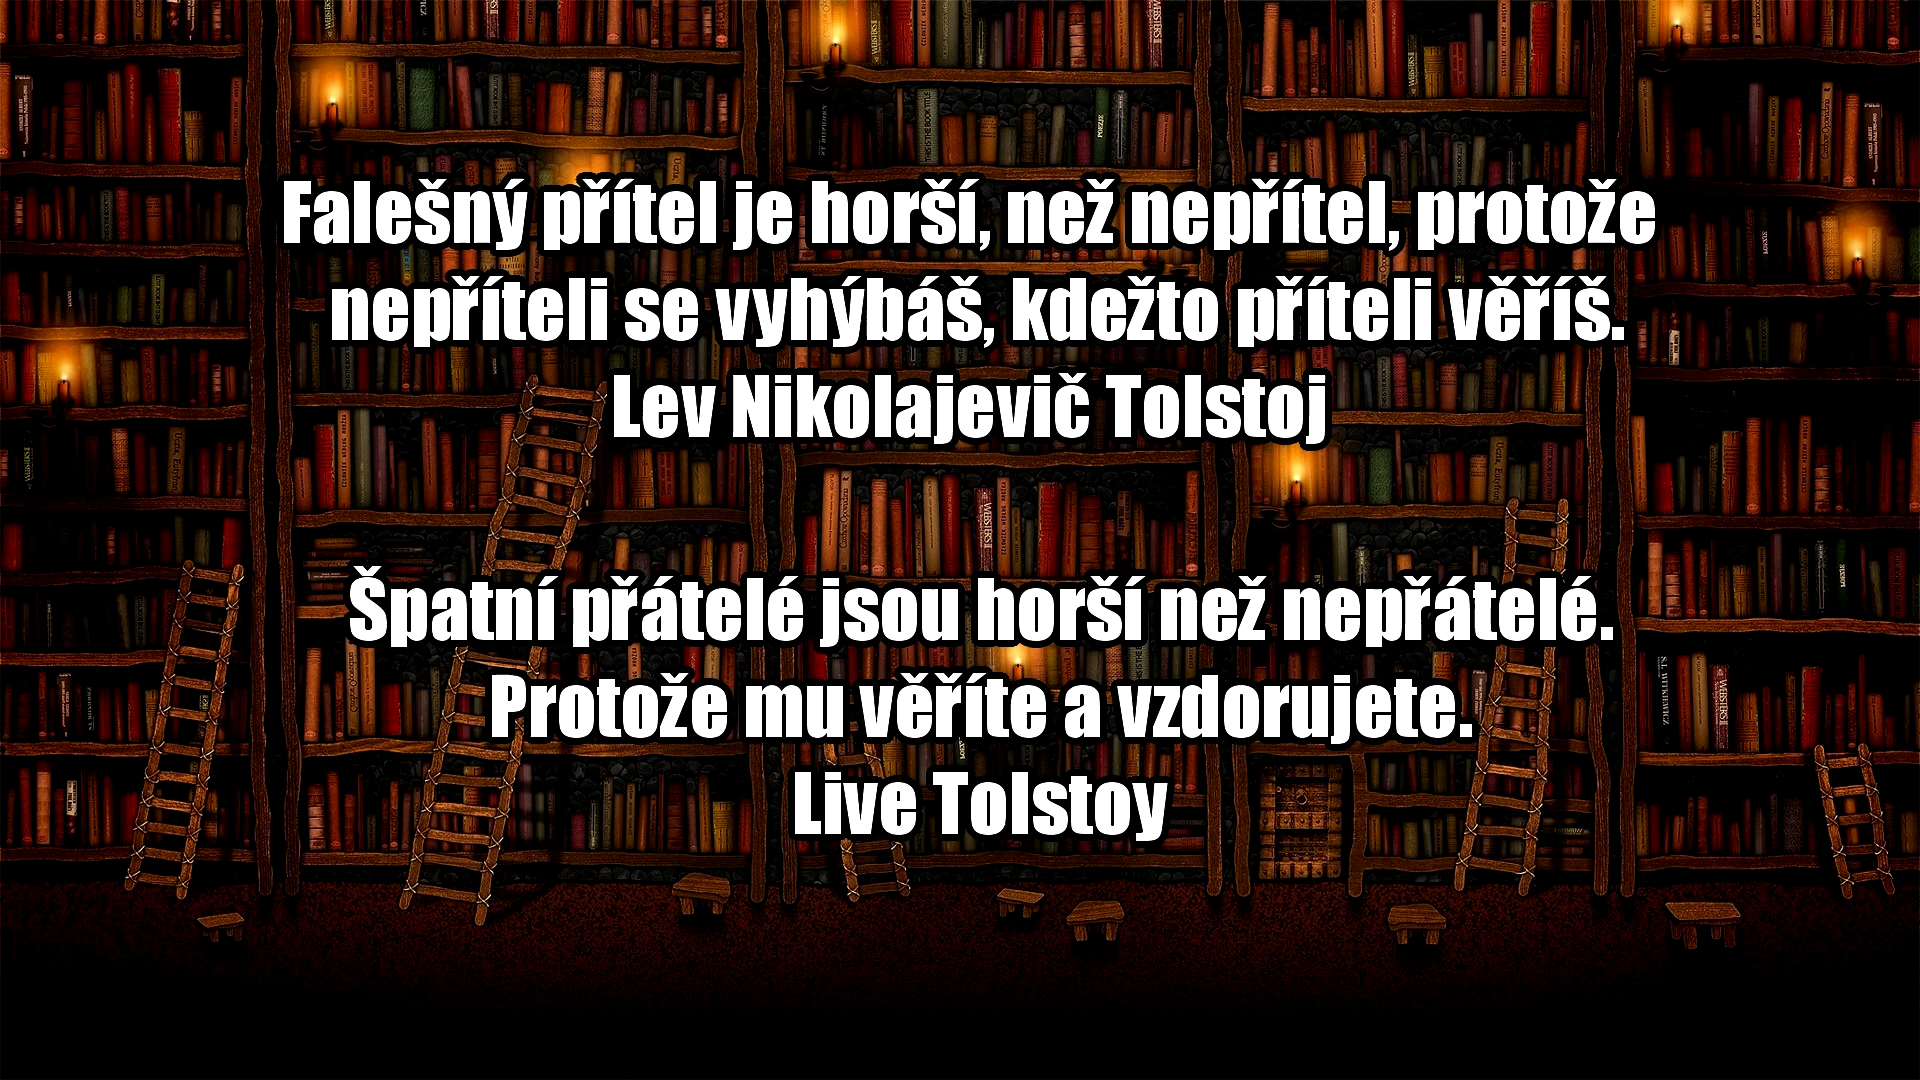 Falešný přítel je horší, než nepřítel, protože
nepříteli se vyhýbáš, kdežto příteli věříš.
Lev Nikolajevič Tolstoj
Špatní přátelé jsou horší než nepřátelé.
Protože mu věříte a vzdorujete.
Live Tolstoy